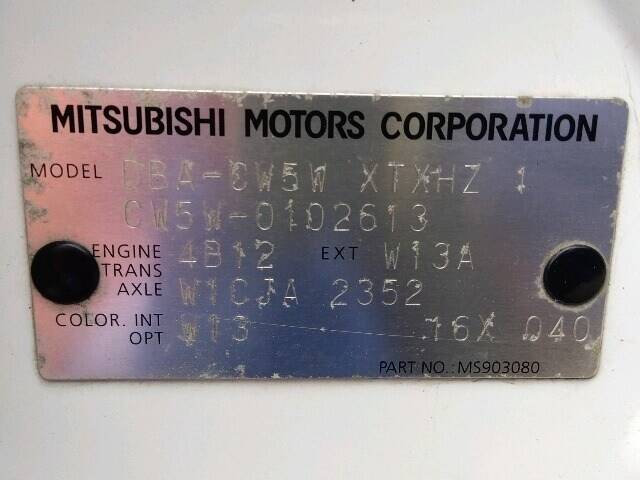 MITSUBISHI MOTORS CORPORATION
MODEL DBA-CW5W XTXHZ 1
CW5W-0102613
ENGINE 4B12 EXT W13A
TRANS
AXLE W1CJA 2352
COLOR. INT W13 16X 040
OPT
PART NO.: MS903080